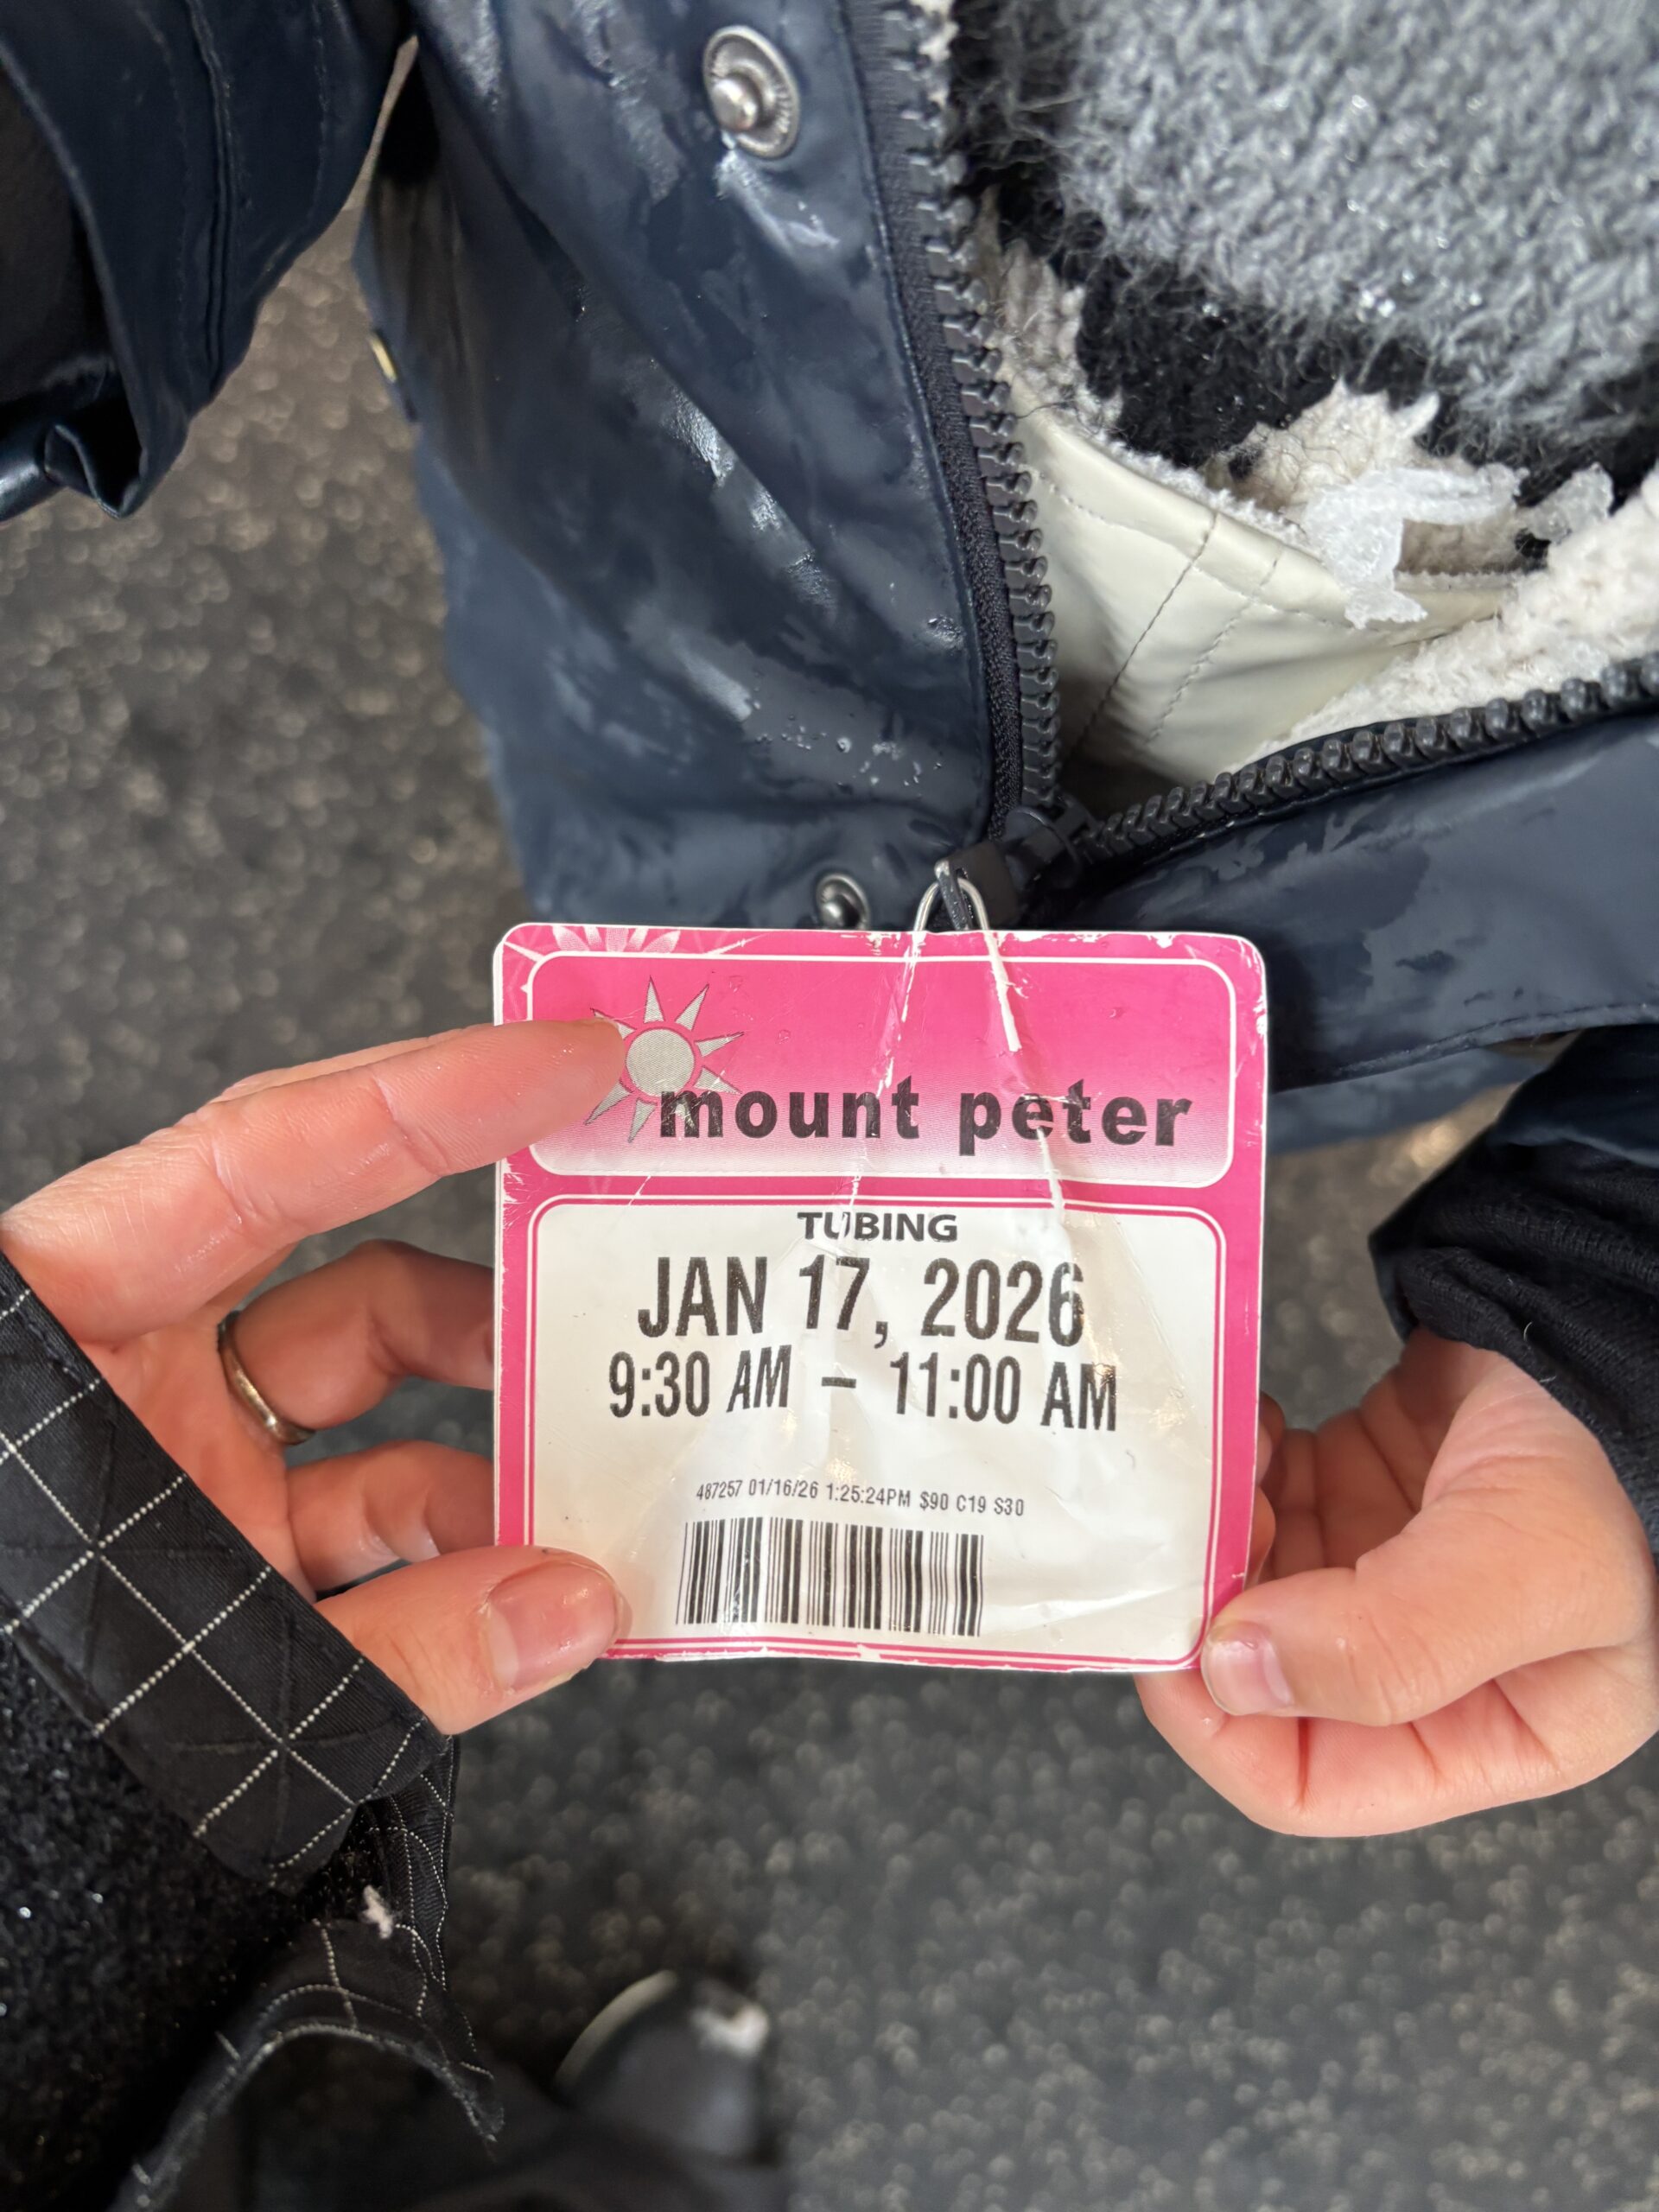 mount peter
TUBING
JAN 17, 2026
9:30 AM – 11:00 AM
487257 01/16/26 1:25:24PM $90 C19 S30